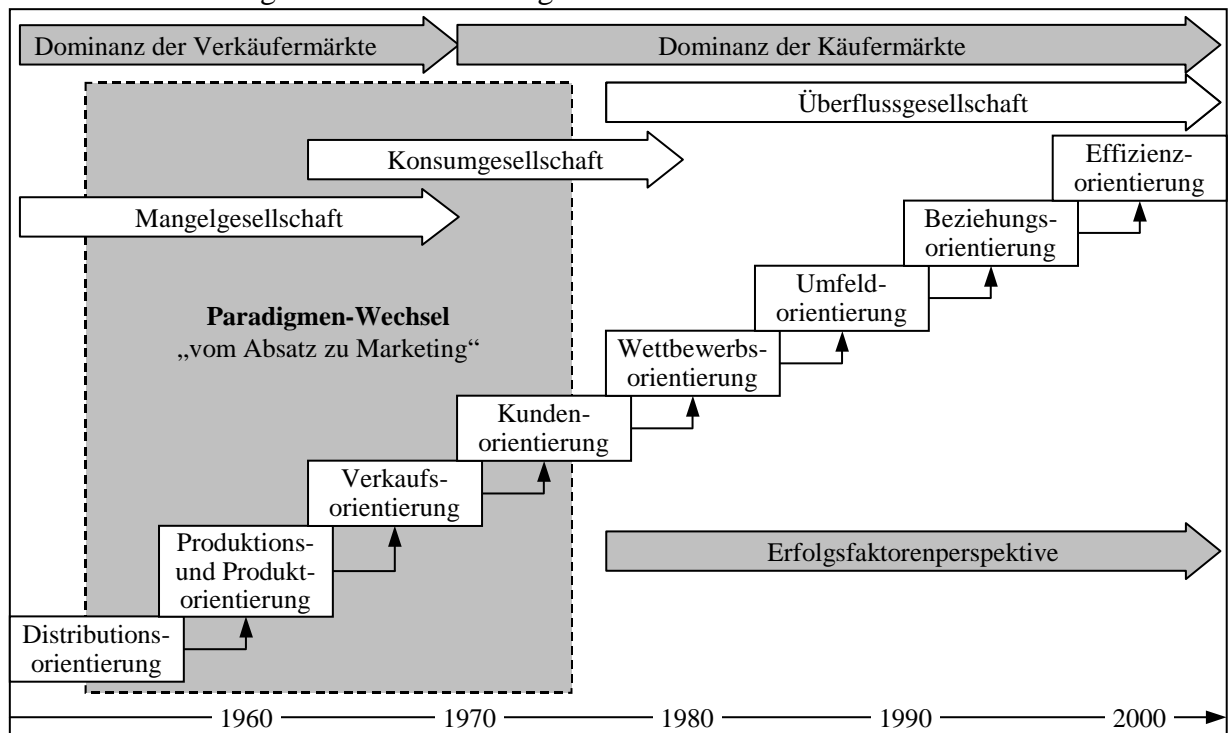 Dominanz der Verkäufermärkte
Dominanz der Käufermärkte
Überflussgesellschaft
Konsumgesellschaft
Mangelgesellschaft
Effizienz-
orientierung
Beziehungs-
orientierung
Umfeld-
orientierung
Paradigmen-Wechsel
„vom Absatz zu Marketing“
Wettbewerbs-
orientierung
Kunden-
orientierung
Verkaufs-
orientierung
Produktions-
und Produkt-
orientierung
Erfolgsfaktorenperspektive
Distributions-
orientierung
1960 1970 1980 1990 2000